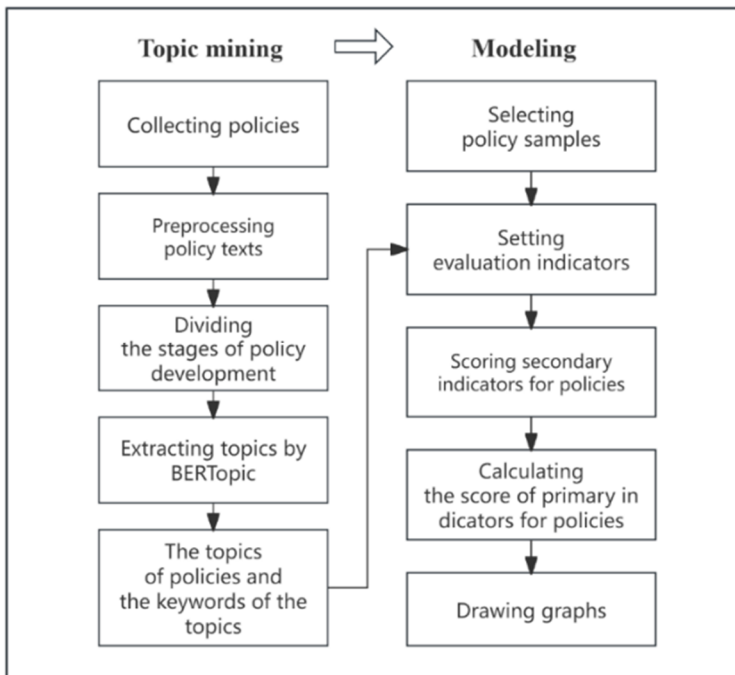 Topic mining
Collecting policies
Preprocessing
policy texts
Dividing
the stages of policy
development
Extracting topics by
BERTopic
The topics
of policies and
the keywords of the
topics
Modeling
Selecting
policy samples
Setting
evaluation indicators
Scoring secondary
indicators for policies
Calculating
the score of primary in
dicators for policies
Drawing graphs